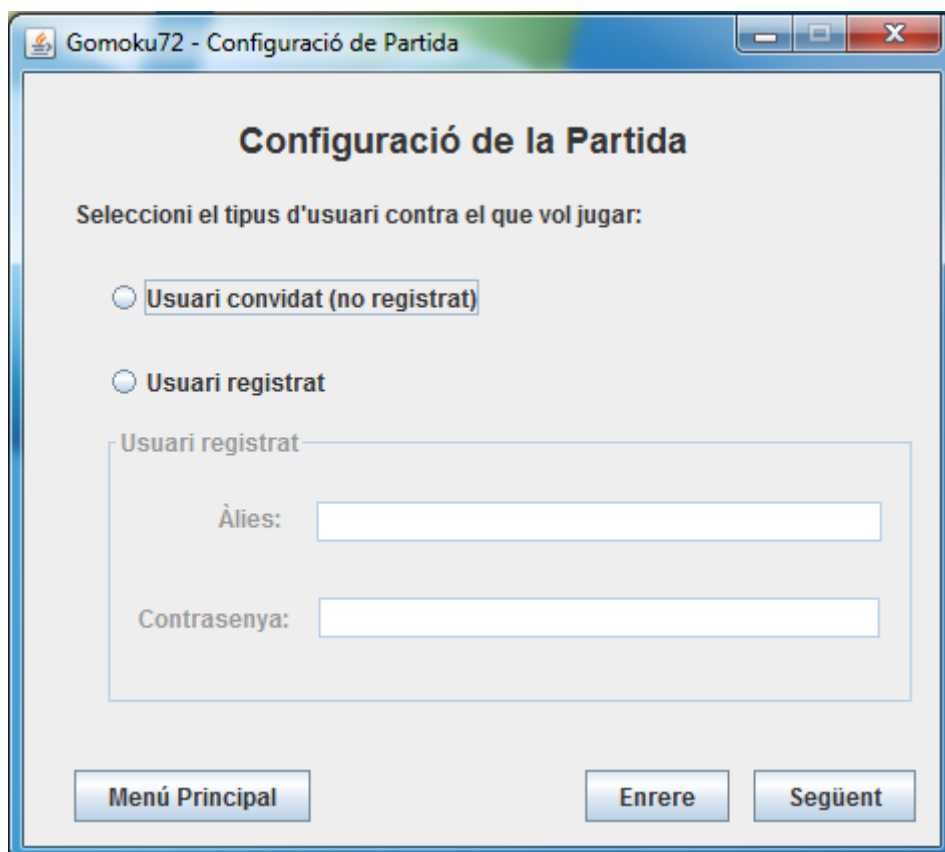 Gomoku72 - Configuració de Partida
Configuració de la Partida
Seleccioni el tipus d'usuari contra el que vol jugar:
Usuari convidat (no registrat)
Usuari registrat
Usuari registrat
Àlies:
Contrasenya:
Menú Principal Enrere Següent